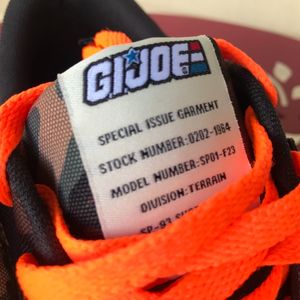 GIJOE
SPECIAL ISSUE GARMENT
STOCK NUMBER:0202-1964
MODEL NUMBER:SP01-F23
DIVISION:TERRAIN